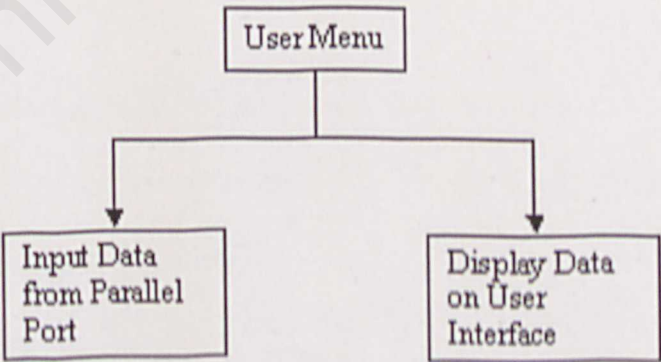 User Menu
Input Data
from Parallel
Port
Display Data
on User
Interface